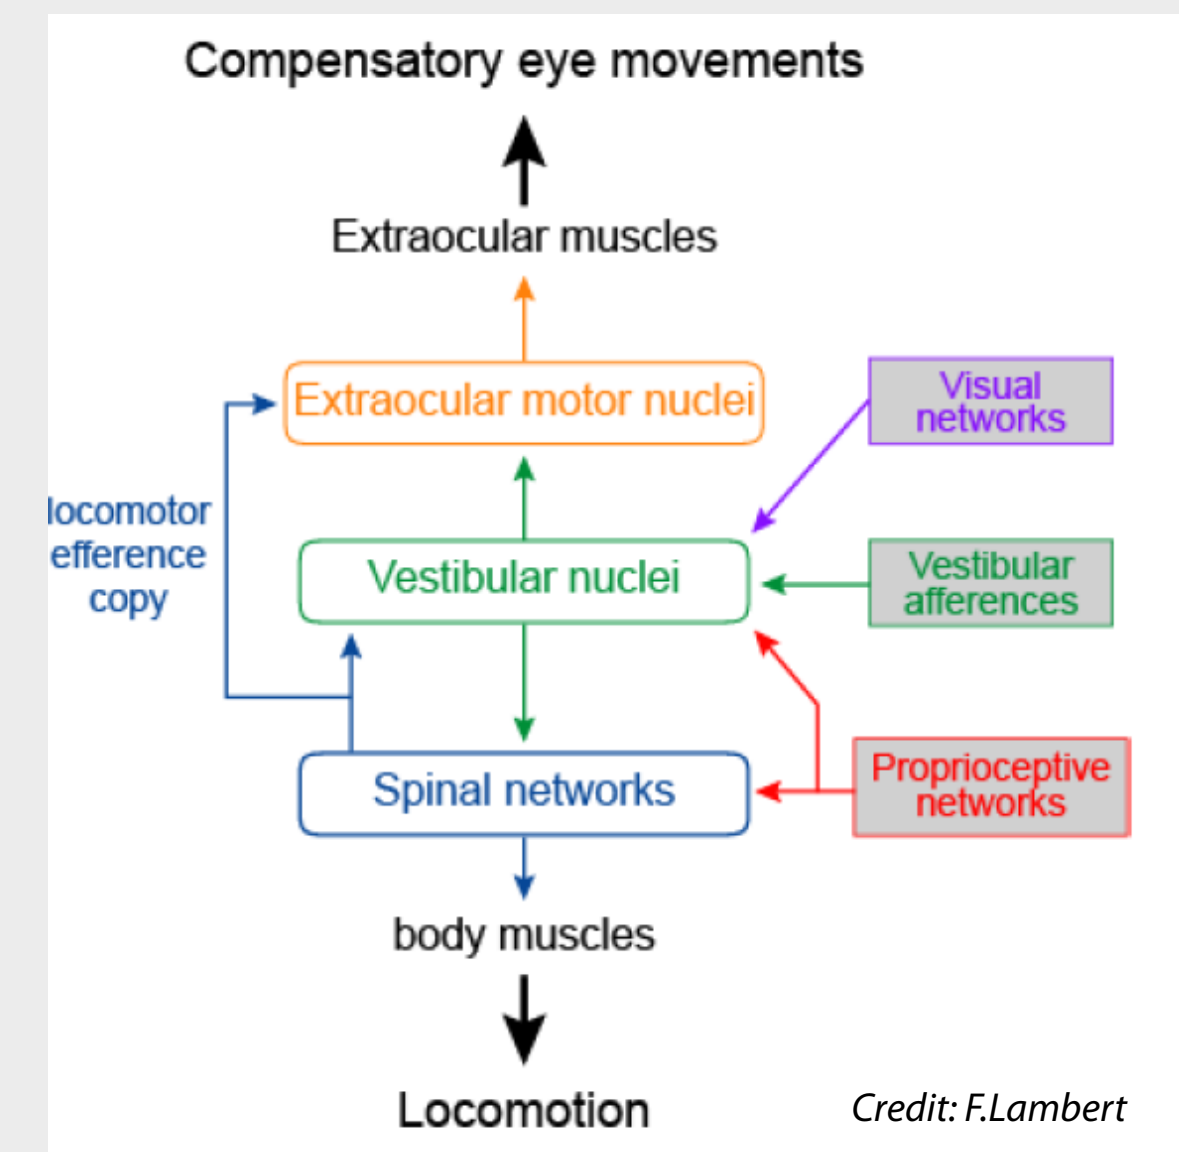 Compensatory eye movements
Extraocular muscles
Extraocular motor nuclei
Visual
networks
locomotor
efference
copy
Vestibular nuclei
Vestibular
afferences
Spinal networks
Proprioceptive
networks
body muscles
Locomotion
Credit: F.Lambert